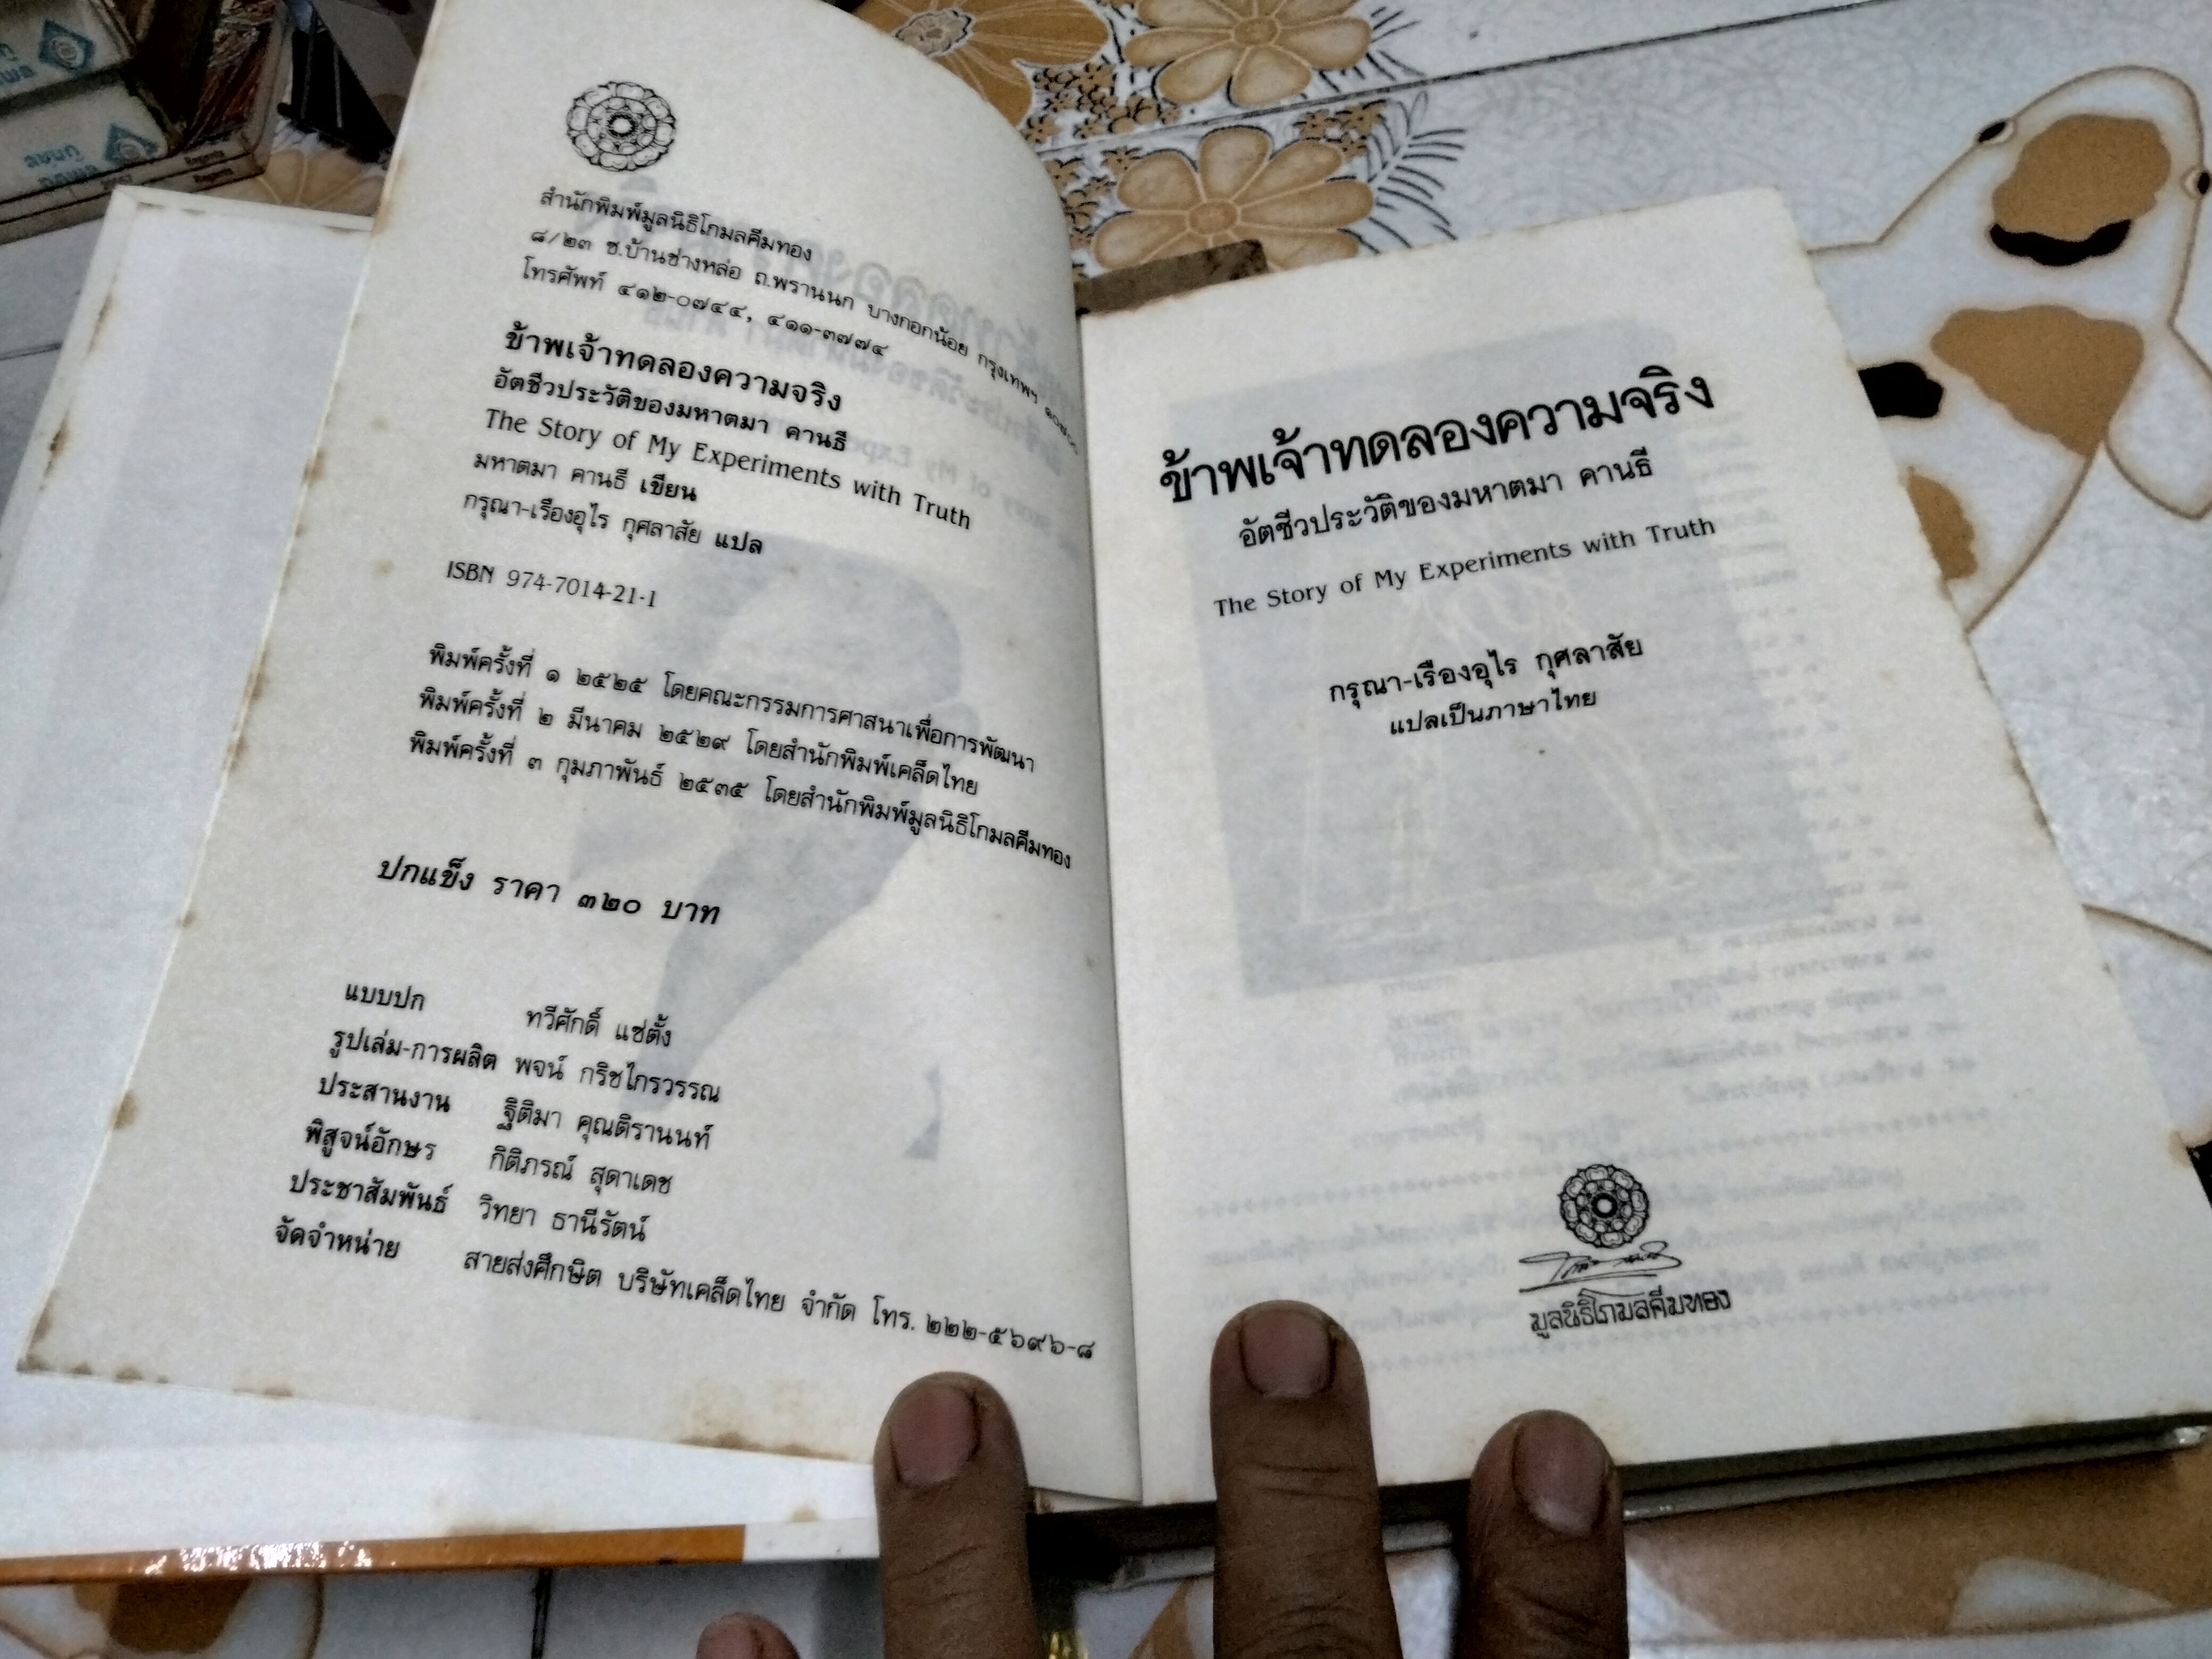 สำนักพิมพ์มูลนิธิโกมลคีมทอง
๘/๒๓ ซ.บ้านช่างหล่อ ถ.พรานนก บางกอกน้อย กรุงเทพฯ ๑๐๗๐๐
โทรศัพท์ ๔๑๒-๐๗๔๔, ๔๑๑-๓๗๗๔
ข้าพเจ้าทดลองความจริง
อัตชีวประวัติของมหาตมา คานธี
The Story of My Experiments with Truth
มหาตมา คานธี เขียน
กรุณา-เรืองอุไร กุศลาสัย แปล
ISBN 974-7014-21-1
พิมพ์ครั้งที่ ๑ ๒๕๒๕ โดยคณะกรรมการศาสนาเพื่อการพัฒนา
พิมพ์ครั้งที่ ๒ มีนาคม ๒๕๒๙ โดยสำนักพิมพ์เคล็ดไทย
พิมพ์ครั้งที่ ๓ กุมภาพันธ์ ๒๕๓๕ โดยสำนักพิมพ์มูลนิธิโกมลคีมทอง
ปกแข็ง ราคา ๓๒๐ บาท
แบบปก ทวีศักดิ์ แซ่ตั้ง
รูปเล่ม-การผลิต พจน์ กริชไกรวรรณ
ประสานงาน ฐิติมา คุณติรานนท์
พิสูจน์อักษร กิติภรณ์ สุดาเดช
ประชาสัมพันธ์ วิทยา ธานีรัตน์
จัดจำหน่าย สายส่งศึกษิต บริษัทเคล็ดไทย จำกัด โทร. ๒๒๒-๕๖๙๖-๘
ข้าพเจ้าทดลองความจริง
อัตชีวประวัติของมหาตมา คานธี
The Story of My Experiments with Truth
กรุณา-เรืองอุไร กุศลาสัย
แปลเป็นภาษาไทย
มูลนิธิโกมลคีมทอง